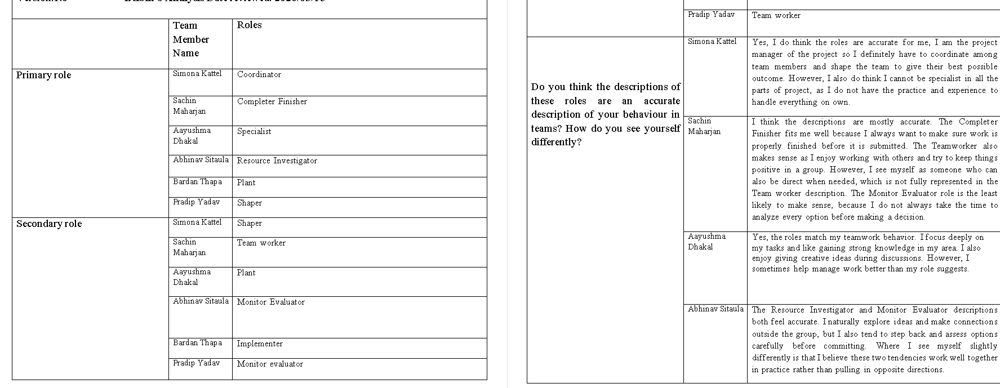 Team
Member
Name
Roles
Primary role
Simona Kattel
Coordinator
Sachin
Maharjan
Completer Finisher
Aayushma
Dhakal
Specialist
Abhinav Sitaula
Resource Investigator
Bardan Thapa
Plant
Pradip Yadav
Shaper
Secondary role
Simona Kattel
Shaper
Sachin
Maharjan
Team worker
Aayushma
Dhakal
Plant
Abhinav Sitaula
Monitor Evaluator
Bardan Thapa
Implementer
Pradip Yadav
Monitor evaluator
Pradip Yadav
Team worker
Do you think the descriptions of
these roles are an accurate
description of your behaviour in
teams? How do you see yourself
differently?
Simona Kattel
Yes, I do think the roles are accurate for me, I am the project
manager of the project so I definitely have to coordinate among
team members and shape the team to give their best possible
outcome. However, I also do think I cannot be specialist in all the
parts of project, as I do not have the practice and experience to
handle everything on own.
Sachin
Maharjan
I think the descriptions are mostly accurate. The Completer
Finisher fits me well because I always want to make sure work is
properly finished before it is submitted. The Teamworker also
makes sense as I enjoy working with others and try to keep things
positive in a group. However, I see myself as someone who can
also be direct when needed, which is not fully represented in the
Team worker description. The Monitor Evaluator role is the least
likely to make sense, because I do not always take the time to
analyze every option before making a decision.
Aayushma
Dhakal
Yes, the roles match my teamwork behavior. I focus deeply on
my tasks and like gaining strong knowledge in my area. I also
enjoy giving creative ideas during discussions. However, I
sometimes help manage work better than my role suggests.
Abhinav Sitaula
The Resource Investigator and Monitor Evaluator descriptions
both feel accurate. I naturally explore ideas and make connections
outside the group, but I also tend to step back and assess options
carefully before committing. Where I see myself slightly
differently is that I believe these two tendencies work well together
in practice rather than pulling in opposite directions.